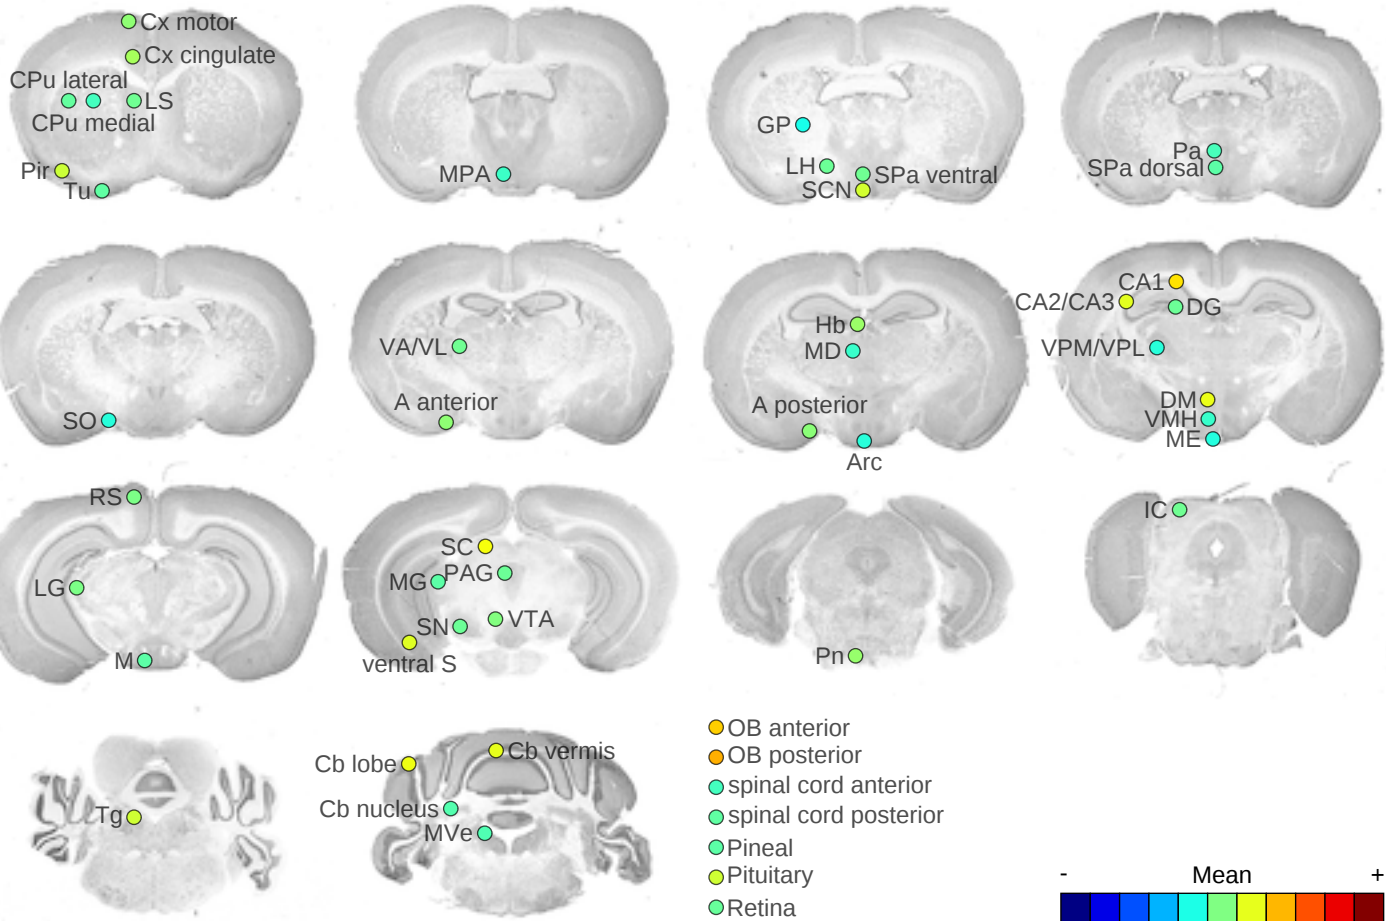 Cx motor
Cx cingulate
CPu lateral
LS
CPu medial
Pir
Tu
MPA
GP
LH
SPa ventral
SCN
Pa
SPa dorsal
SO
VA/VL
A anterior
Hb
MD
A posterior
Arc
CA1
CA2/CA3
DG
VPM/VPL
DM
VMH
ME
RS
LG
M
SC
MG
PAG
SN
VTA
ventral S
Pn
IC
Tg
Cb lobe
Cb vermis
Cb nucleus
MVe
OB anterior
OB posterior
spinal cord anterior
spinal cord posterior
Pineal
Pituitary
Retina
- Mean +